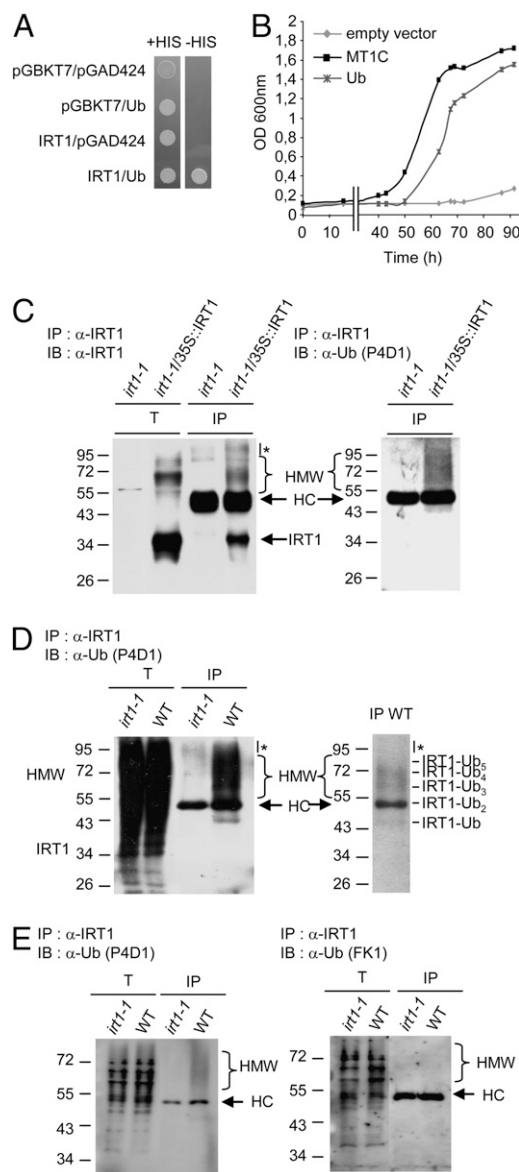 A
+HIS -HIS
pGBKT7/pGAD424
pGBKT7/Ub
IRT1/pGAD424
IRT1/Ub
B
empty vector
MT1C
Ub
OD 600nm
1,8
1,6
1,4
1,2
1
0,8
0,6
0,4
0,2
0
0 10 40 50 60 70 80 90
Time (h)
C
IP : α-IRT1
IB : α-IRT1
irt1-1
irt1-1/35S::IRT1
irt1-1
irt1-1/35S::IRT1
T
IP
95
72
55
43
34
26
I*
HMW
HC
IRT1
IP : α-IRT1
IB : α-Ub (P4D1)
irt1-1
irt1-1/35S::IRT1
IP
95
72
55
43
34
26
D
IP : α-IRT1
IB : α-Ub (P4D1)
T
IP
irt1-1
WT
irt1-1
WT
HMW
IRT1
95
72
55
43
34
26
I*
HMW
HC
IP WT
95
72
55
43
34
26
I*
IRT1-Ub5
IRT1-Ub4
IRT1-Ub3
IRT1-Ub2
IRT1-Ub
E
IP : α-IRT1
IB : α-Ub (P4D1)
T
IP
irt1-1
WT
irt1-1
WT
72
55
43
34
HMW
HC
IP : α-IRT1
IB : α-Ub (FK1)
T
IP
irt1-1
WT
irt1-1
WT
72
55
43
34
HMW
HC